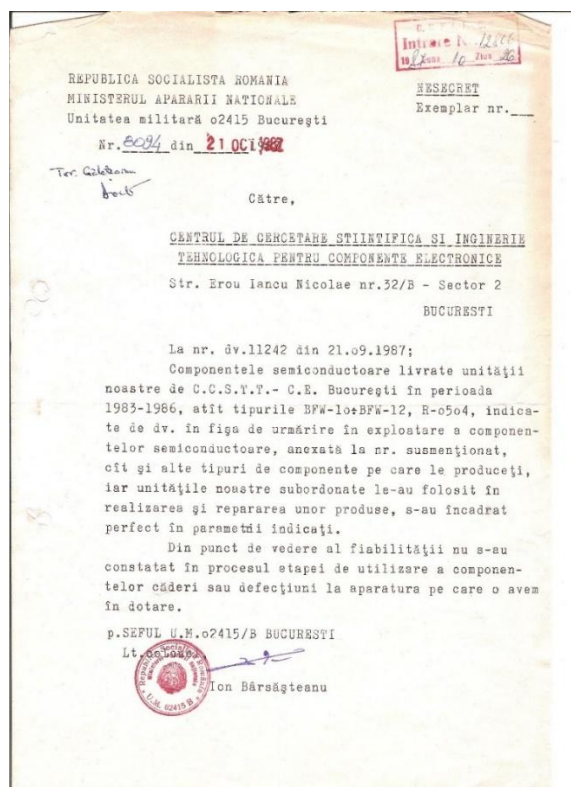 Intrare N
REPUBLICA SOCIALISTA ROMANIA
MINISTERUL APARARII NATIONALE
Unitatea militară o2415 Bucureşti
NESECRET
Exemplar nr.___
Nr. 8094 din 21 OCT 1987
Către,
CENTRUL DE CERCETARE STIINTIFICA SI INGINERIE
TEHNOLOGICA PENTRU COMPONENTE ELECTRONICE
Str. Erou Iancu Nicolae nr.32/B - Sector 2
BUCURESTI
La nr. dv.11242 din 21.o9.1987;
Componentele semiconductoare livrate unităţii
noastre de C.C.S.T.T.- C.E. Bucureşti în perioada
1983-1986, atît tipurile BFW-1o+BFW-12, R-o5o4, indica-
te de dv. în fişa de urmărire în exploatare a componen-
telor semiconductoare, anexată la nr. susmenţionat,
cît şi alte tipuri de componente pe care le produceţi,
iar unităţile noastre subordonate le-au folosit în
realizarea şi repararea unor produse, s-au încadrat
perfect în parametrii indicaţi.
Din punct de vedere al fiabilităţii nu s-au
constatat în procesul etapei de utilizare a componen-
telor căderi sau defecţiuni la aparatura pe care o avem
în dotare.
p.SEFUL U.M.o2415/B BUCURESTI
Lt.colonel
Ion Bârsăşteanu
Republica Socialistă România
U.M. 02415 B